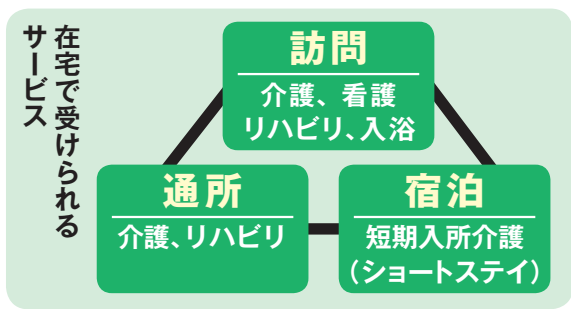 在宅で受けられる
サービス
訪問
介護、看護
リハビリ、入浴
通所
介護、リハビリ
宿泊
短期入所介護
(ショートステイ)